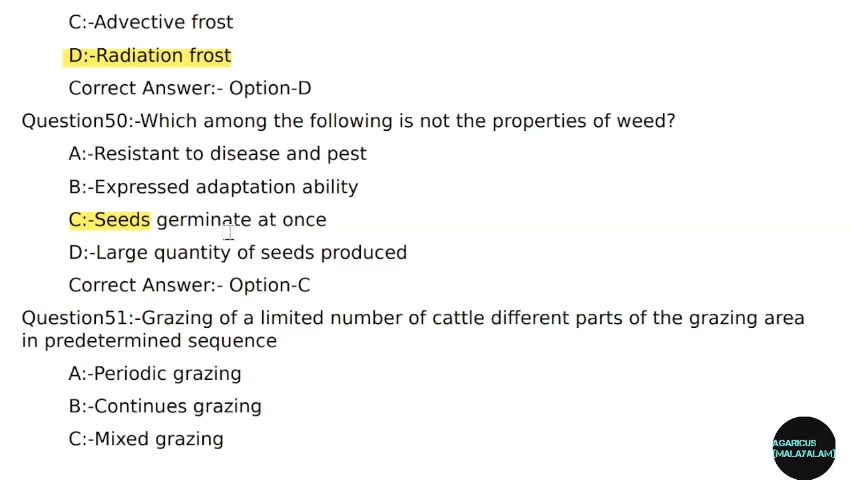 C:-Advective frost
D:-Radiation frost
Correct Answer:- Option-D
Question50:-Which among the following is not the properties of weed?
A:-Resistant to disease and pest
B:-Expressed adaptation ability
C:-Seeds germinate at once
D:-Large quantity of seeds produced
Correct Answer:- Option-C
Question51:-Grazing of a limited number of cattle different parts of the grazing area
in predetermined sequence
A:-Periodic grazing
B:-Continues grazing
C:-Mixed grazing
AGARICUS
[MALAYALAM]